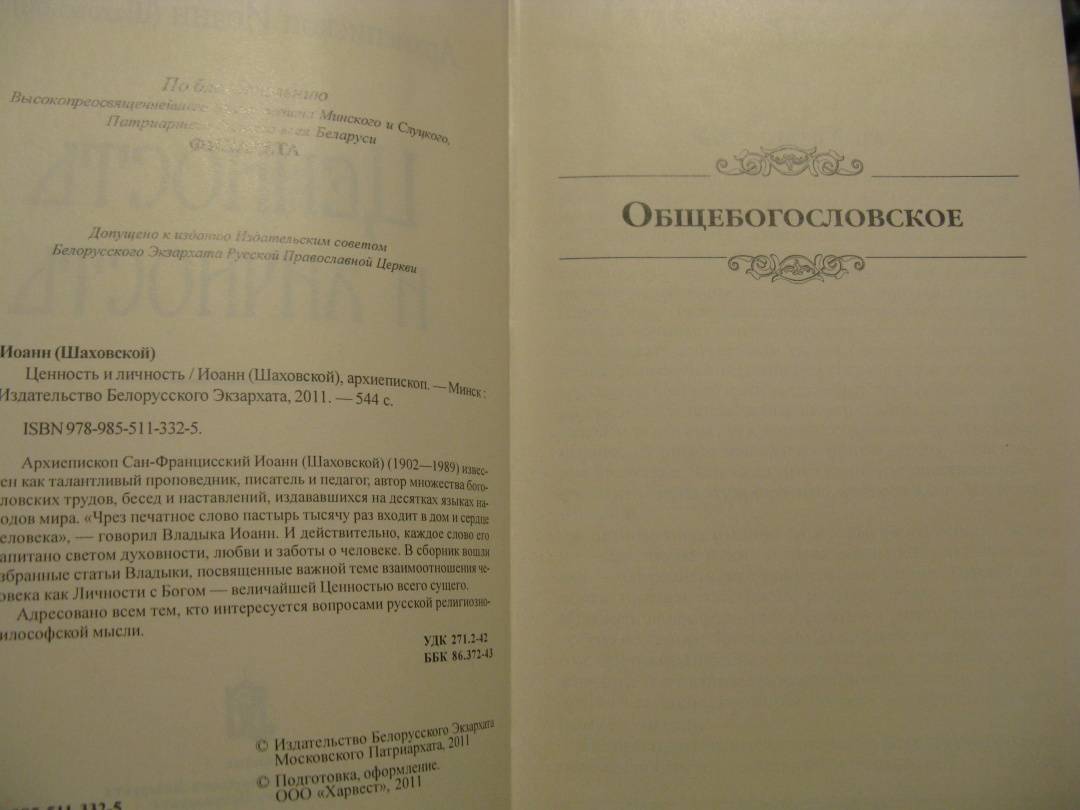 По благословению
Высокопреосвященнейшего Минского и Слуцкого,
Патриаршего всея Беларуси
ФИЛАРЕТА
Допущено к изданию Издательским советом
Белорусского Экзархата Русской Православной Церкви
Иоанн (Шаховской)
Ценность и личность / Иоанн (Шаховской), архиепископ. — Минск :
Издательство Белорусского Экзархата, 2011. — 544 с.
ISBN 978-985-511-332-5.
Архиепископ Сан-Францисский Иоанн (Шаховской) (1902—1989) извес-
ен как талантливый проповедник, писатель и педагог, автор множества бого-
ловских трудов, бесед и наставлений, издававшихся на десятках языках на-
одов мира. «Чрез печатное слово пастырь тысячу раз входит в дом и сердце
еловека», — говорил Владыка Иоанн. И действительно, каждое слово его
апитано светом духовности, любви и заботы о человеке. В сборник вошли
збранные статьи Владыки, посвященные важной теме взаимоотношения че-
овека как Личности с Богом — величайшей Ценностью всего сущего.
Адресовано всем тем, кто интересуется вопросами русской религиозно-
илософской мысли.
УДК 271.2-42
ББК 86.372-43
© Издательство Белорусского Экзархата
Московского Патриархата, 2011
© Подготовка, оформление.
ООО «Харвест», 2011
511-332-5
ОБЩЕБОГОСЛОВСКОЕ